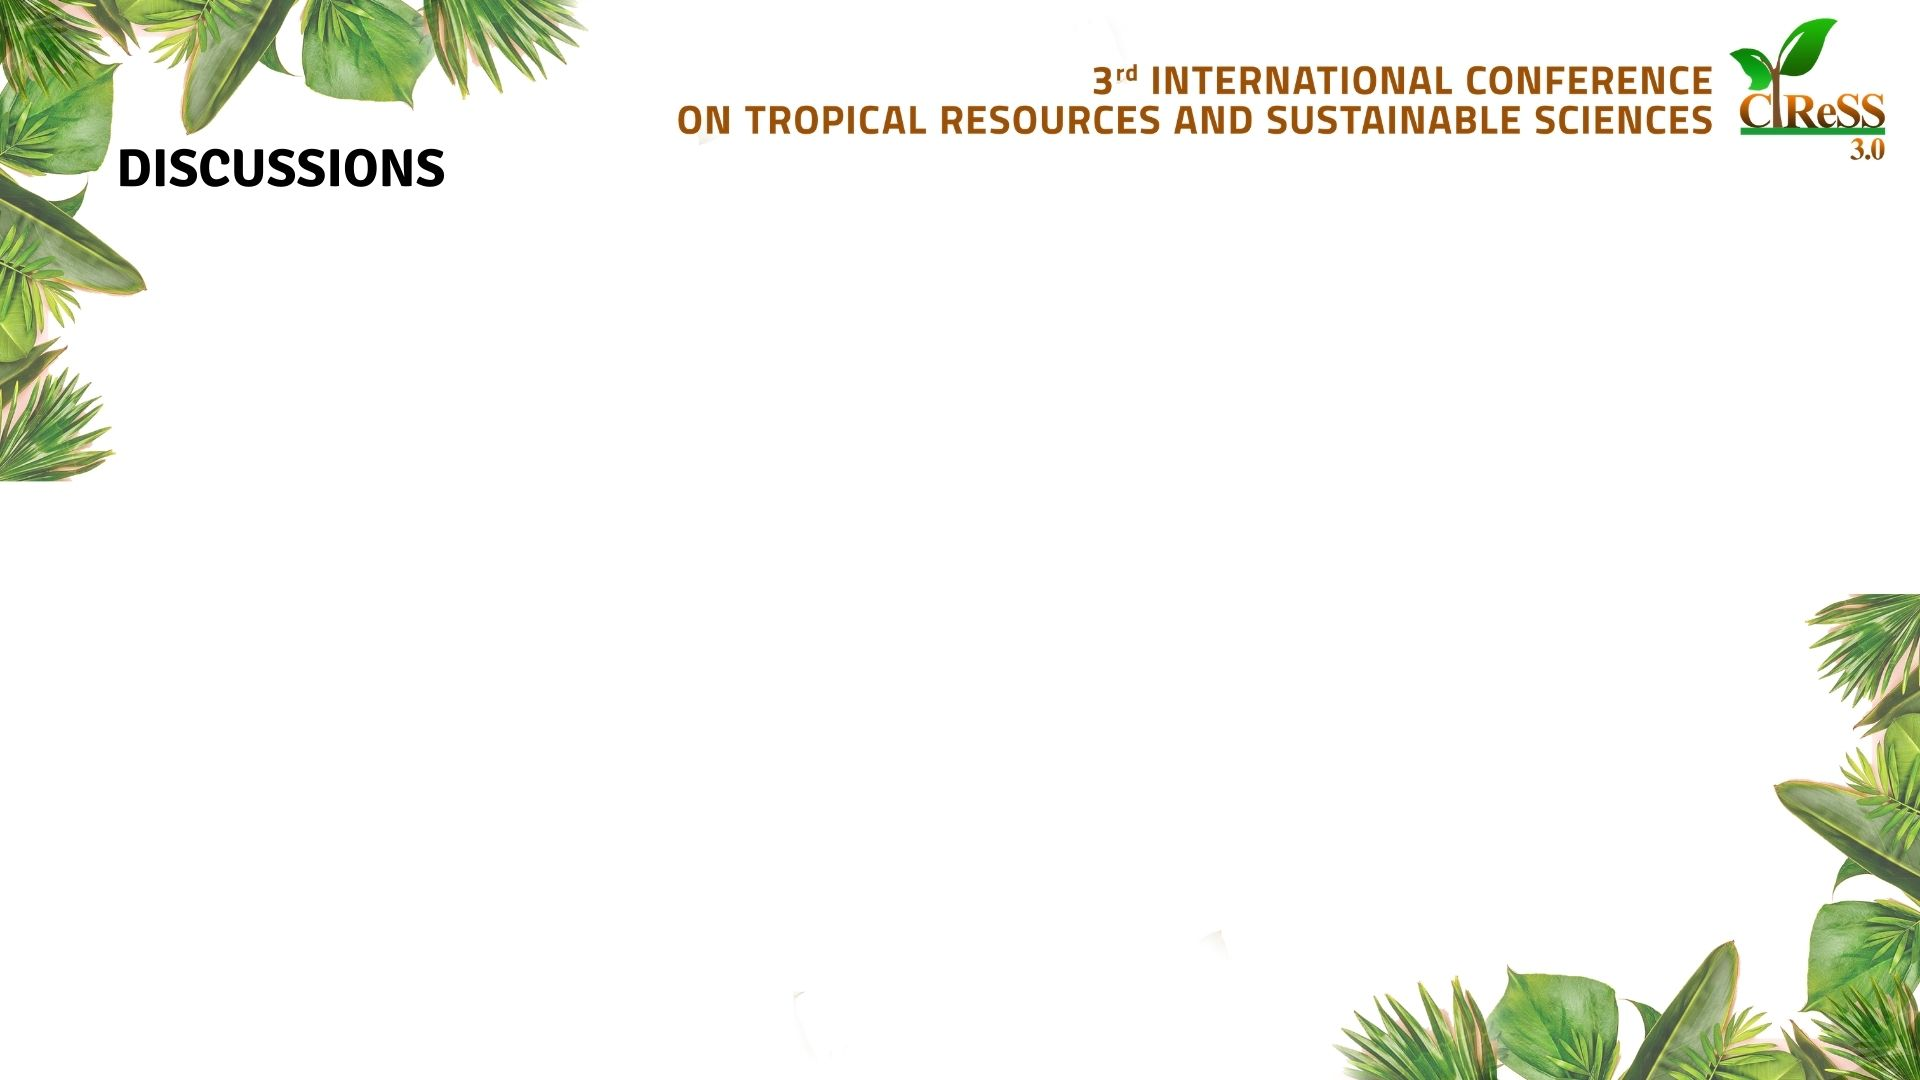 3rd INTERNATIONAL CONFERENCE
ON TROPICAL RESOURCES AND SUSTAINABLE SCIENCES
CTReSS
3.0
DISCUSSIONS